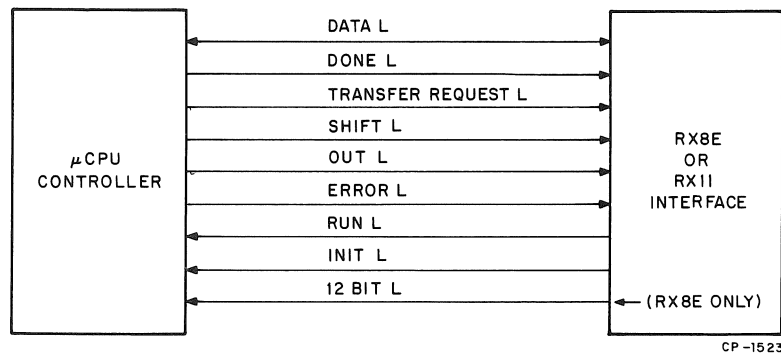 DATA L
DONE L
TRANSFER REQUEST L
SHIFT L
OUT L
ERROR L
RUN L
INIT L
12 BIT L
μCPU
CONTROLLER
RX8E
OR
RX11
INTERFACE
(RX8E ONLY)
CP-1523